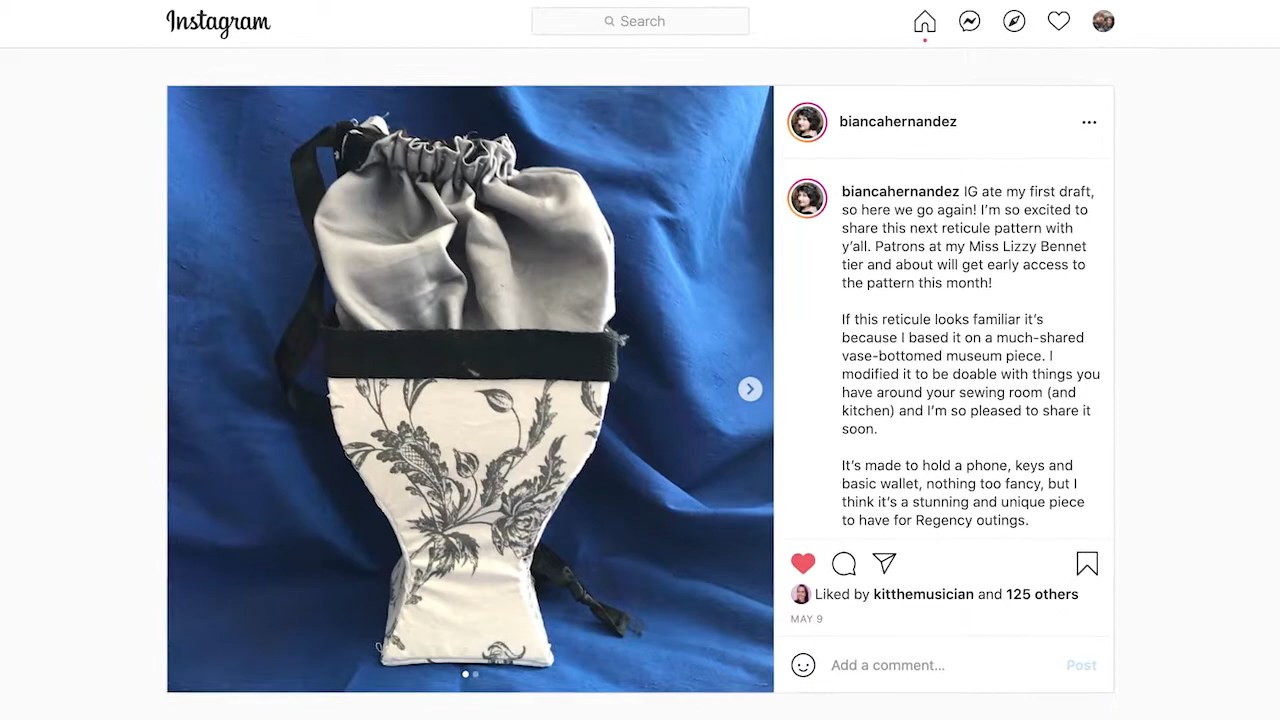 Instagram
Search
biancahernandez
biancahernandez IG ate my first draft,
so here we go again! I'm so excited to
share this next reticule pattern with
y'all. Patrons at my Miss Lizzy Bennet
tier and about will get early access to
the pattern this month!
If this reticule looks familiar it's
because I based it on a much-shared
vase-bottomed museum piece. I
modified it to be doable with things you
have around your sewing room (and
kitchen) and I'm so pleased to share it
soon.
It's made to hold a phone, keys and
basic wallet, nothing too fancy, but I
think it's a stunning and unique piece
to have for Regency outings.
Liked by kitthemusician and 125 others
MAY 9
Add a comment...
Post